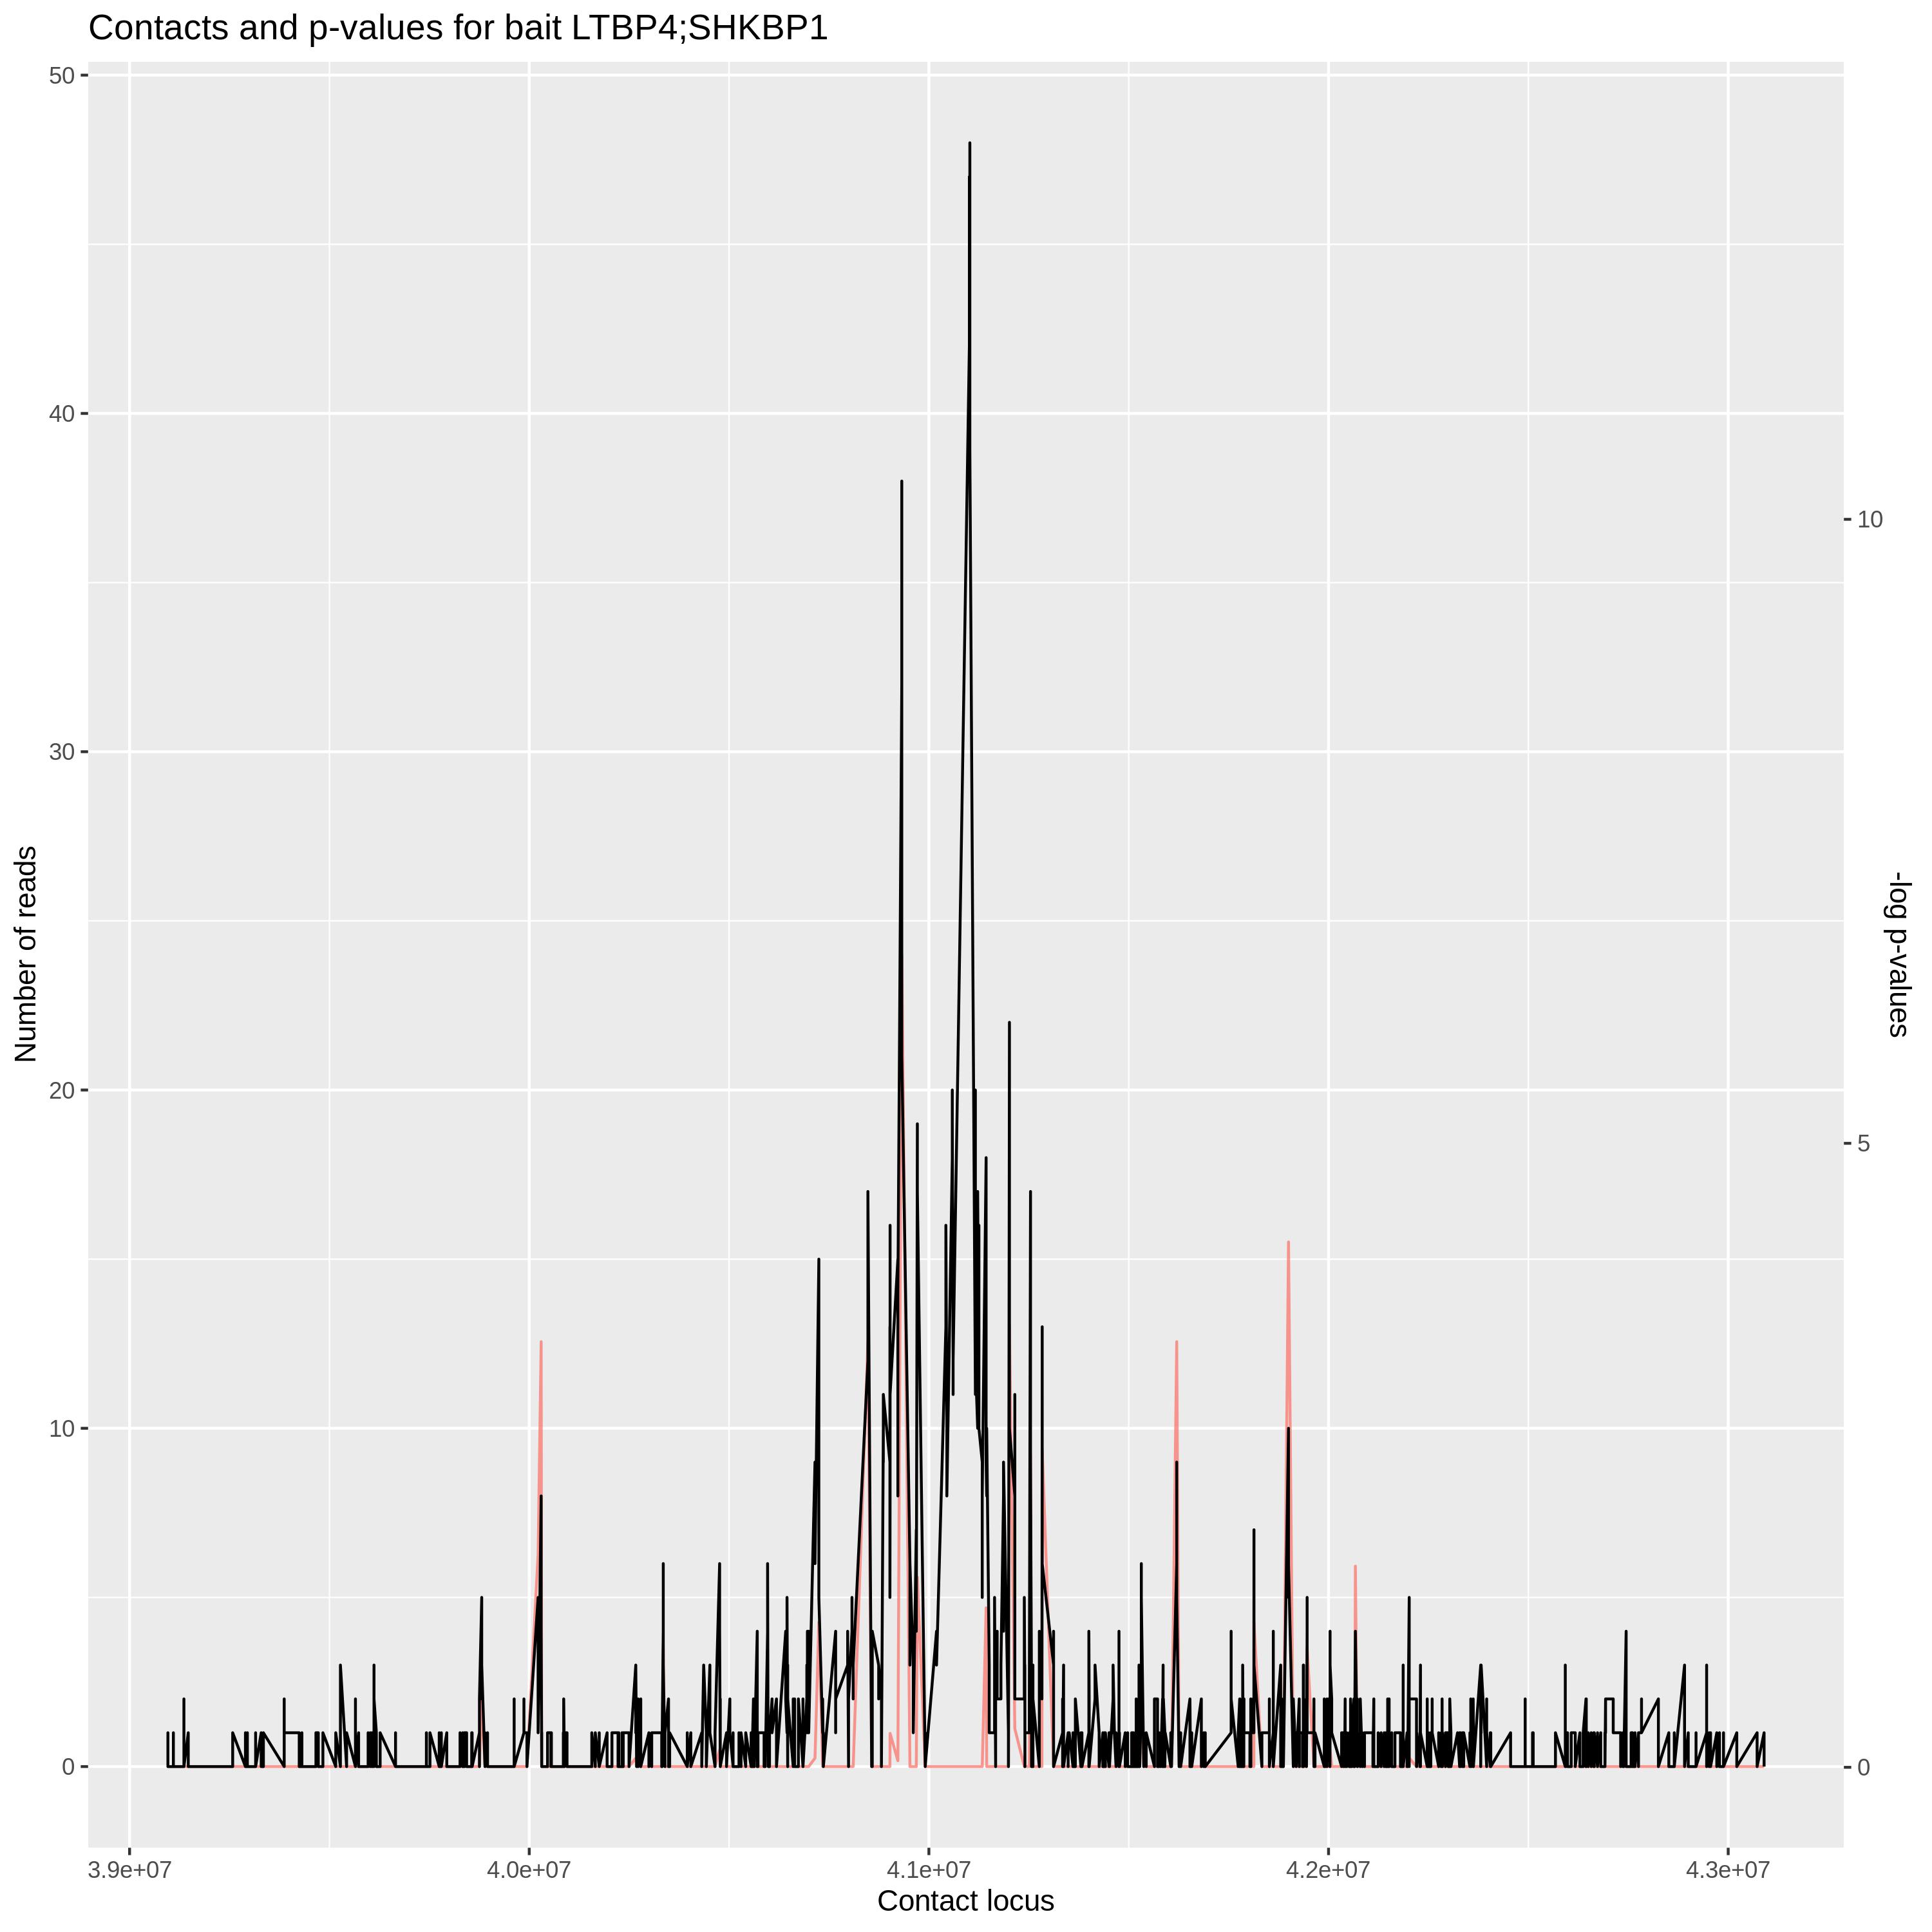 Contacts and p-values for bait LTBP4;SHKBP1
50
40
30
20
10
0
Number of reads
10
5
0
-log p-values
3.9e+07
4.0e+07
4.1e+07
4.2e+07
4.3e+07
Contact locus